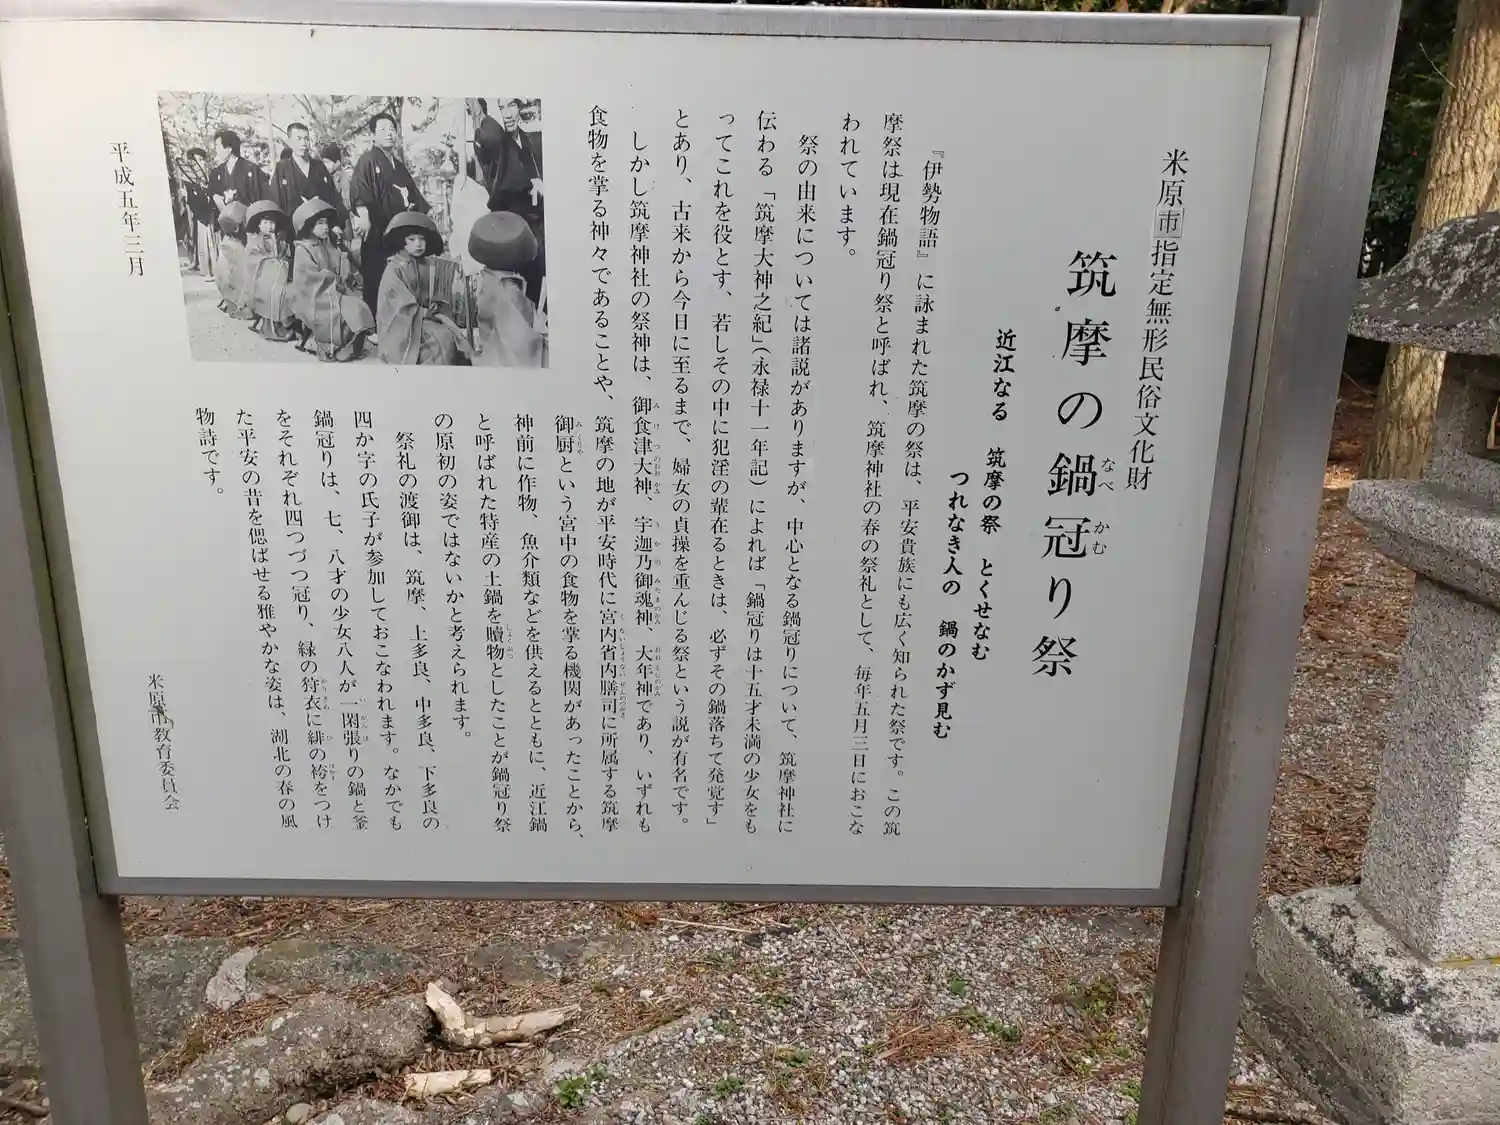 米原市指定無形民俗文化財
筑摩の鍋冠り祭
なべ かむ
近江なる 筑摩の祭 とくせなむ
つれなき人の 鍋のかず見む
『伊勢物語』に詠まれた筑摩の祭は、平安貴族にも広く知られた祭です。この筑
摩祭は現在鍋冠り祭と呼ばれ、筑摩神社の春の祭礼として、毎年五月三日におこな
われています。
祭の由来については諸説がありますが、中心となる鍋冠りについて、筑摩神社に
伝わる「筑摩大神之紀」(永禄十一年記)によれば「鍋冠りは十五才未満の少女をも
ってこれを役とす、若しその中に犯淫の輩在るときは、必ずその鍋落ちて発覚す」
とあり、古来から今日に至るまで、婦女の貞操を重んじる祭という説が有名です。
しかし筑摩神社の祭神は、御食津大神、宇迦乃御魂神、大年神であり、いずれも
食物を掌る神々であることや、筑摩の地が平安時代に宮内省内膳司に所属する筑摩
御厨という宮中の食物を掌る機関があったことから、
神前に作物、魚介類などを供えるとともに、近江鍋
と呼ばれた特産の土鍋を贖物としたことが鍋冠り祭
の原初の姿ではないかと考えられます。
祭礼の渡御は、筑摩、上多良、中多良、下多良の
四か字の氏子が参加しておこなわれます。なかでも
鍋冠りは、七、八才の少女八人が一閑張りの鍋と釜
をそれぞれ四つづつ冠り、緑の狩衣に緋の袴をつけ
た平安の昔を偲ばせる雅やかな姿は、湖北の春の風
物詩です。
平成五年三月
米原市教育委員会